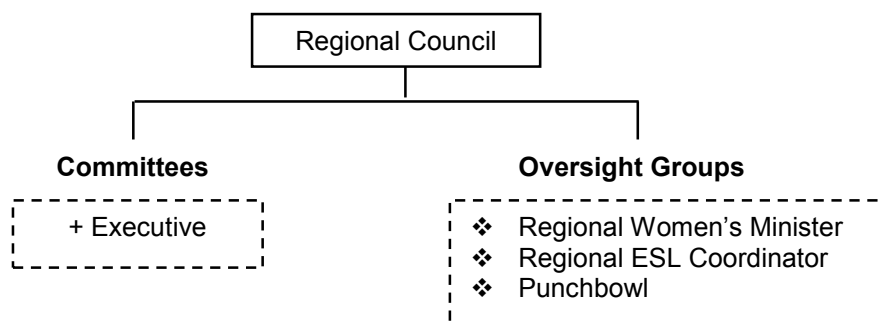 Regional Council
Committees
+ Executive
Oversight Groups
❖ Regional Women’s Minister
❖ Regional ESL Coordinator
❖ Punchbowl